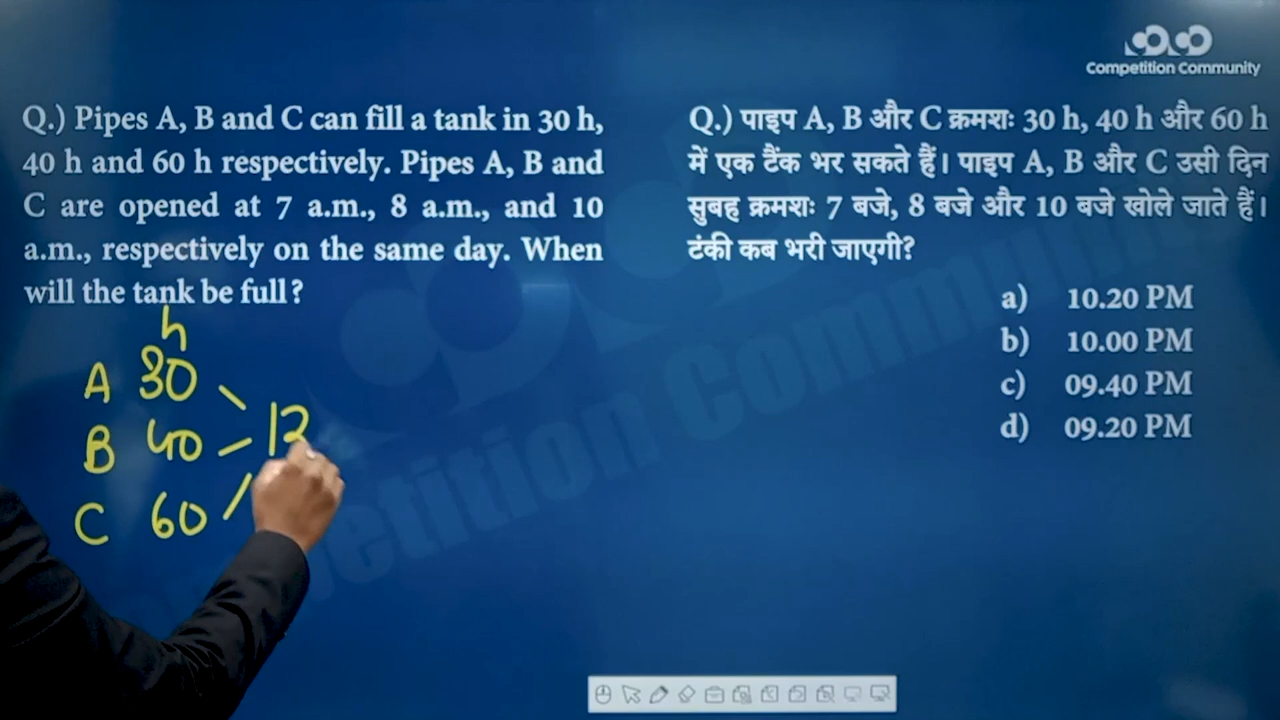 Competition Community
Q.) Pipes A, B and C can fill a tank in 30 h,
40 h and 60 h respectively. Pipes A, B and
C are opened at 7 a.m., 8 a.m., and 10
a.m., respectively on the same day. When
will the tank be full?
Q.) पाइप A, B और C क्रमशः 30 h, 40 h और 60 h
में एक टैंक भर सकते हैं। पाइप A, B और C उसी दिन
सुबह क्रमशः 7 बजे, 8 बजे और 10 बजे खोले जाते हैं।
टंकी कब भरी जाएगी?
a) 10.20 PM
b) 10.00 PM
c) 09.40 PM
d) 09.20 PM
h
A 30
B 40
C 60
12